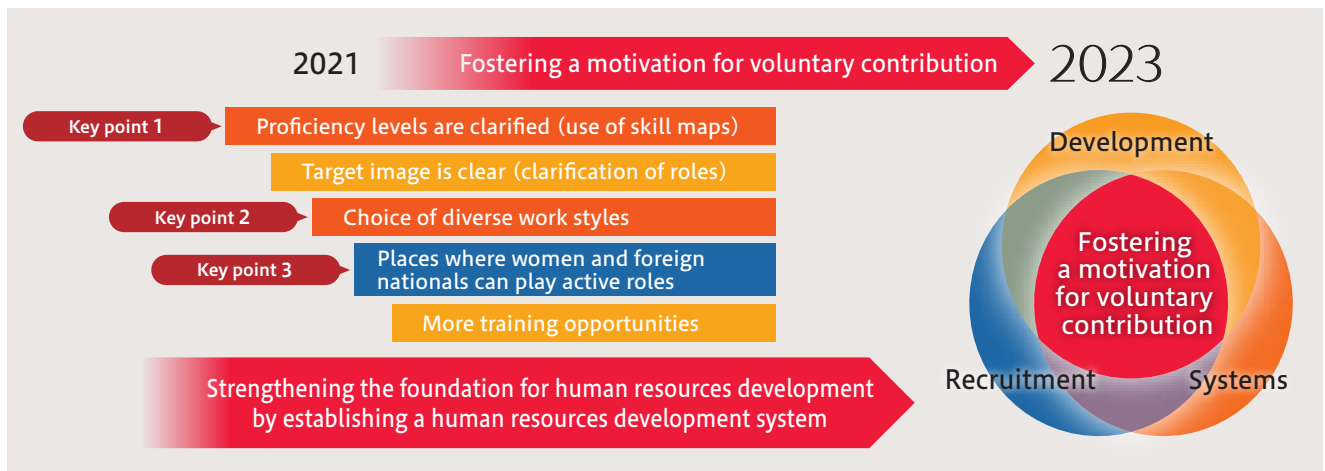 2021
Fostering a motivation for voluntary contribution
2023
Key point 1
Proficiency levels are clarified (use of skill maps)
Target image is clear (clarification of roles)
Key point 2
Choice of diverse work styles
Key point 3
Places where women and foreign
nationals can play active roles
More training opportunities
Strengthening the foundation for human resources development
by establishing a human resources development system
Development
Fostering
a motivation
for voluntary
contribution
Recruitment
Systems